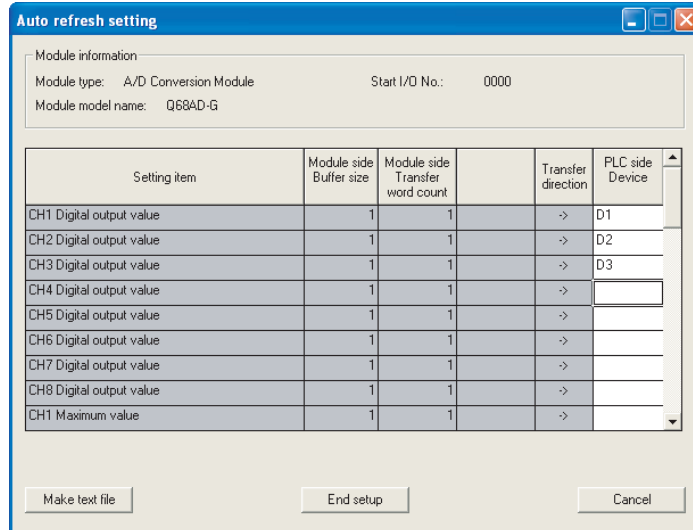 Auto refresh setting
Module information
Module type: A/D Conversion Module Start I/O No.: 0000
Module model name: Q68AD-G
Setting item Module side Buffer size Module side Transfer word count Transfer direction PLC side Device
CH1 Digital output value 1 1 -> D1
CH2 Digital output value 1 1 -> D2
CH3 Digital output value 1 1 -> D3
CH4 Digital output value 1 1 ->
CH5 Digital output value 1 1 ->
CH6 Digital output value 1 1 ->
CH7 Digital output value 1 1 ->
CH8 Digital output value 1 1 ->
CH1 Maximum value 1 1 ->
Make text file End setup Cancel